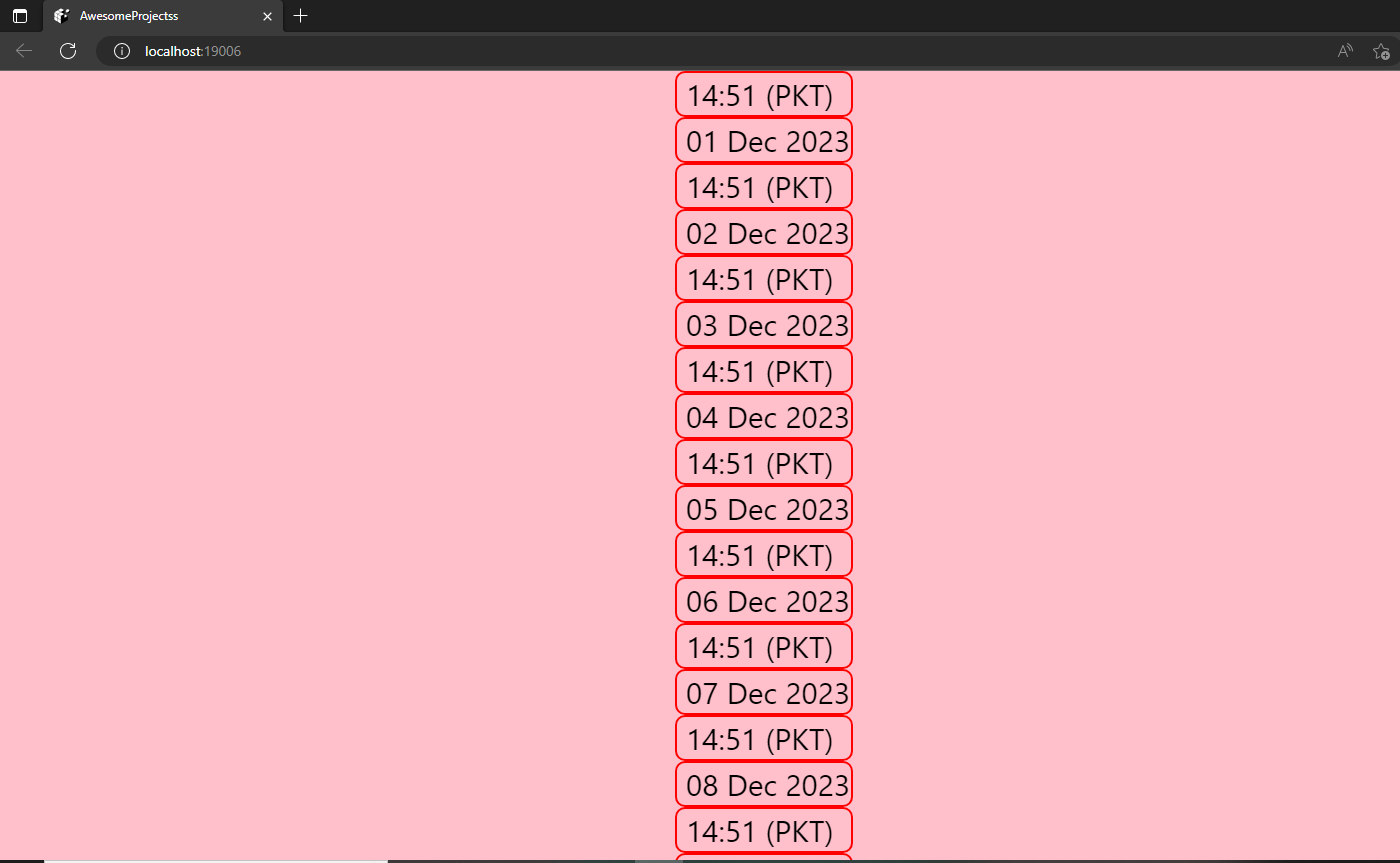 AwesomeProjectss
localhost:19006
14:51 (PKT)
01 Dec 2023
14:51 (PKT)
02 Dec 2023
14:51 (PKT)
03 Dec 2023
14:51 (PKT)
04 Dec 2023
14:51 (PKT)
05 Dec 2023
14:51 (PKT)
06 Dec 2023
14:51 (PKT)
07 Dec 2023
14:51 (PKT)
08 Dec 2023
14:51 (PKT)